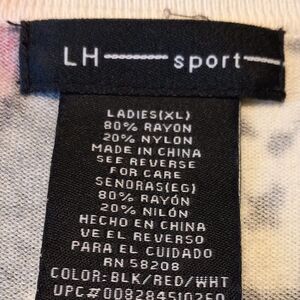 LH sport
LADIES(XL)
80% RAYON
20% NYLON
MADE IN CHINA
SEE REVERSE
FOR CARE
SEÑORAS(EG)
80% RAYÓN
20% NILÓN
HECHO EN CHINA
VE EL REVERSO
PARA EL CUIDADO
RN 58208
COLOR:BLK/RED/WHT